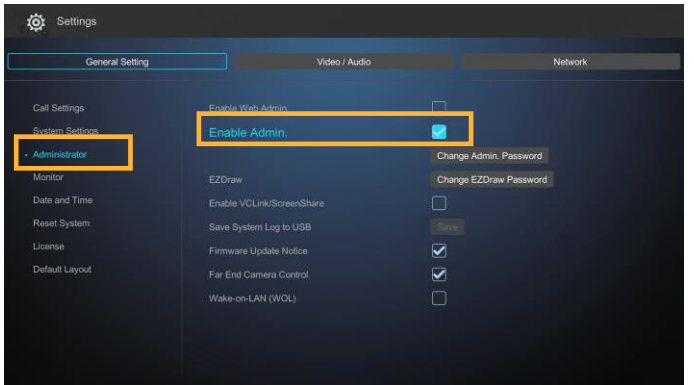 Settings
General Setting
Video / Audio
Network
Call Settings
System Settings
Administrator
Monitor
Date and Time
Reset System
License
Default Layout
Enable Web Admin.
Enable Admin.
Change Admin. Password
EZDraw
Change EZDraw Password
Enable VCLink/ScreenShare
Save System Log to USB
Save
Firmware Update Notice
Far End Camera Control
Wake-on-LAN (WOL)